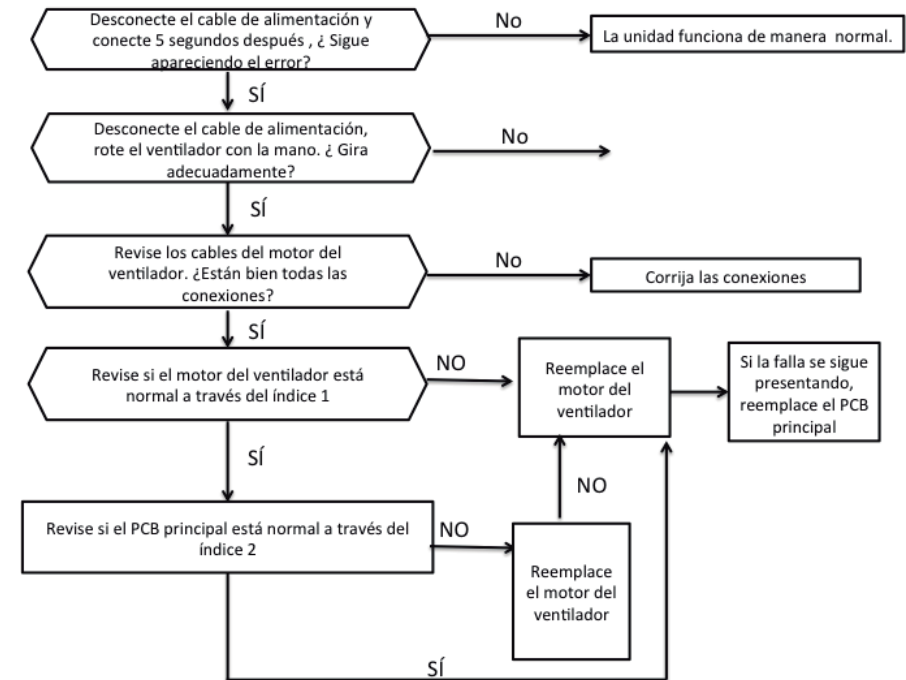 Desconecte el cable de alimentación y
conecte 5 segundos después , ¿ Sigue
apareciendo el error?
No
La unidad funciona de manera  normal.
SÍ
Desconecte el cable de alimentación,
rote el ventilador con la mano. ¿ Gira
adecuadamente?
No
SÍ
Revise los cables del motor del
ventilador. ¿Están bien todas las
conexiones?
No
Corrija las conexiones
SÍ
Revise si el motor del ventilador está
normal a través del índice 1
NO
Reemplace el
motor del
ventilador
Si la falla se sigue
presentando,
reemplace el PCB
principal
SÍ
NO
Revise si el PCB principal está normal a través del
índice 2
NO
Reemplace
el motor del
ventilador
SÍ